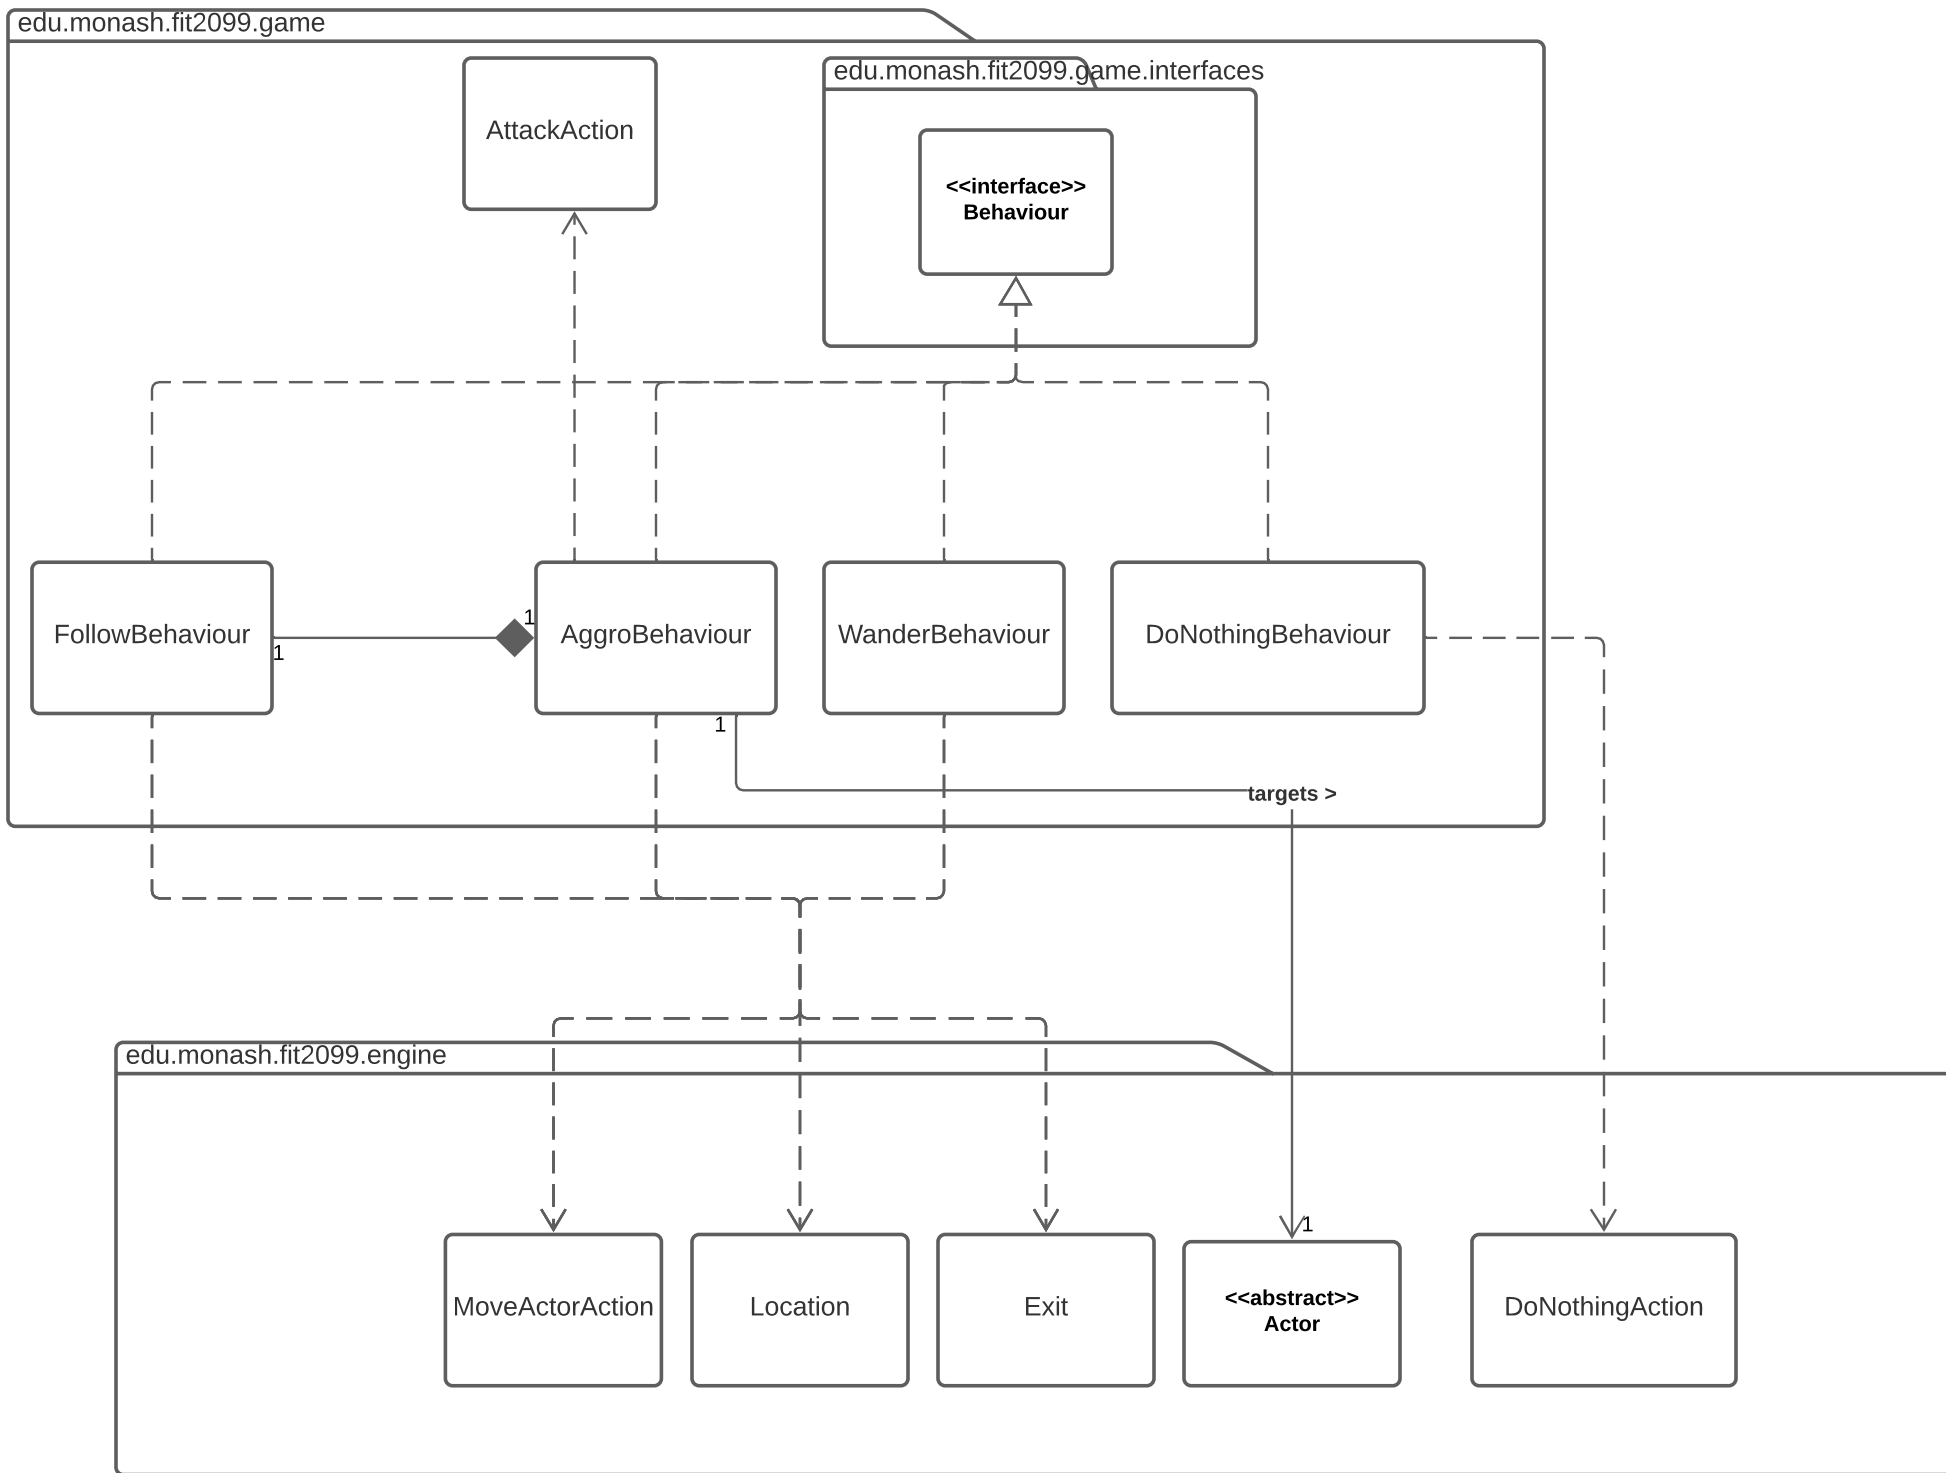 edu.monash.fit2099.game
edu.monash.fit2099.game.interfaces
AttackAction
<<interface>>
Behaviour
FollowBehaviour
1
1
AggroBehaviour
WanderBehaviour
DoNothingBehaviour
1
targets >
edu.monash.fit2099.engine
1
MoveActorAction
Location
Exit
<<abstract>>
Actor
DoNothingAction